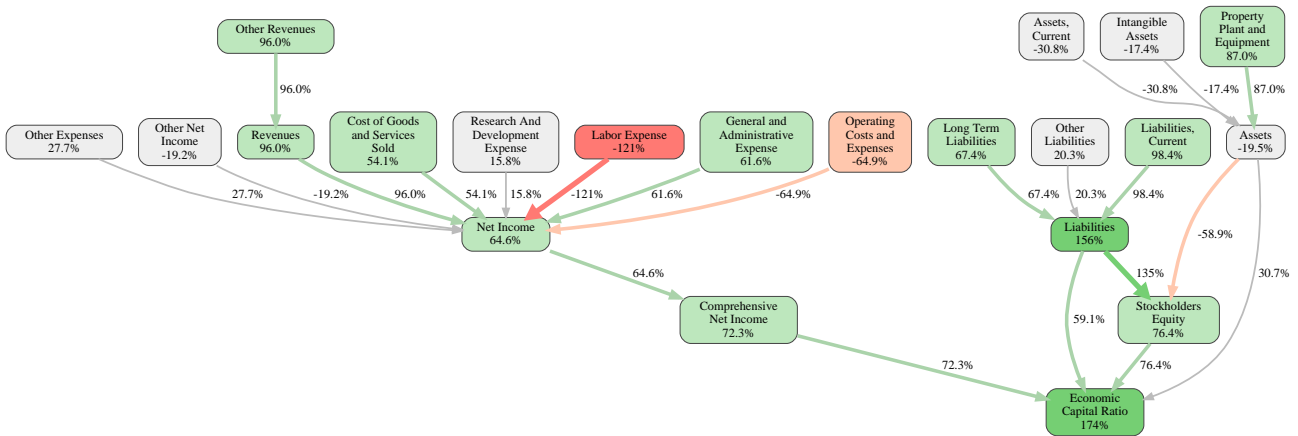 Other Revenues
96.0%
Assets,
Current
-30.8%
Intangible
Assets
-17.4%
Property
Plant and
Equipment
87.0%
96.0%
-30.8%
-17.4%
87.0%
Other Expenses
27.7%
Other Net
Income
-19.2%
Revenues
96.0%
Cost of Goods
and Services
Sold
54.1%
Research And
Development
Expense
15.8%
Labor Expense
-121%
General and
Administrative
Expense
61.6%
Operating
Costs and
Expenses
-64.9%
Long Term
Liabilities
67.4%
Other
Liabilities
20.3%
Liabilities,
Current
98.4%
Assets
-19.5%
27.7%
-19.2%
96.0%
54.1%
15.8%
-121%
61.6%
-64.9%
67.4%
20.3%
98.4%
Net Income
64.6%
Liabilities
156%
-58.9%
64.6%
135%
30.7%
Comprehensive
Net Income
72.3%
59.1%
Stockholders
Equity
76.4%
72.3%
76.4%
Economic
Capital Ratio
174%